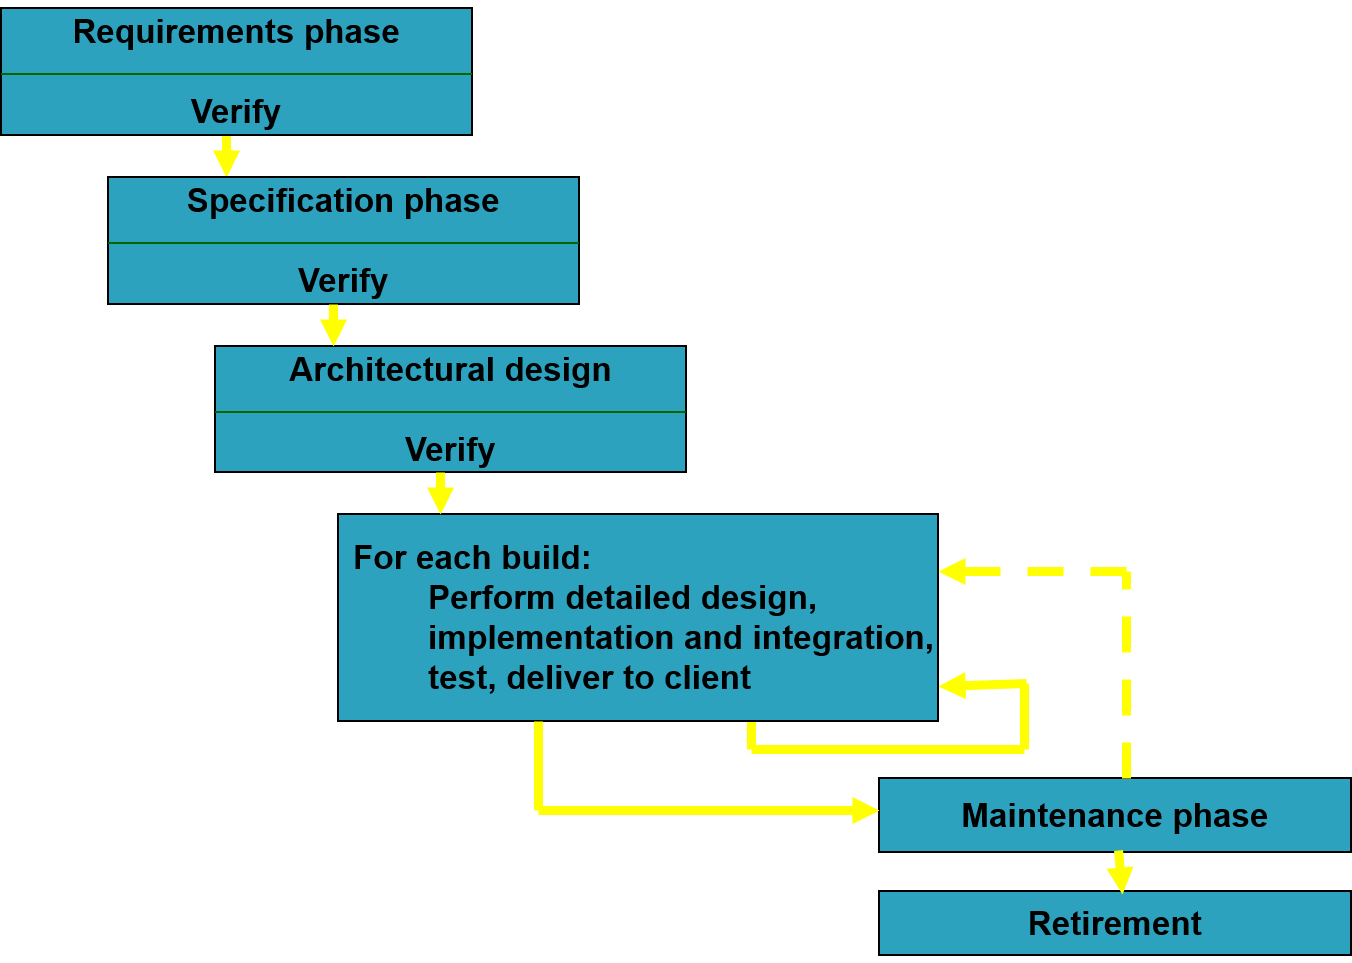 Requirements phase
Verify
Specification phase
Verify
Architectural design
Verify
For each build:
Perform detailed design,
implementation and integration,
test, deliver to client
Maintenance phase
Retirement